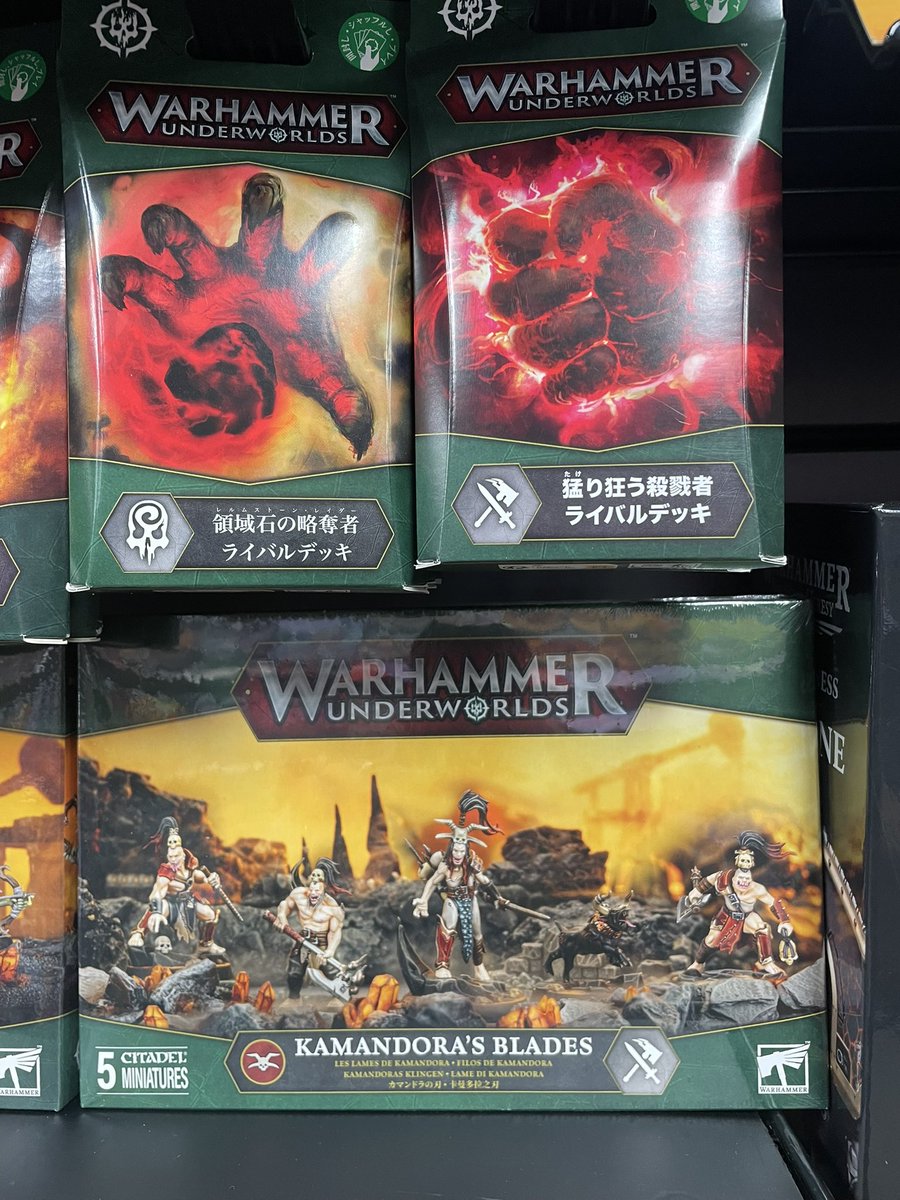 WARHAMMER
UNDERWORLDS
レルムストーン・レイダー
領域石の略奪者
ライバルデッキ
WARHAMMER
UNDERWORLDS
たけ
猛り狂う殺戮者
ライバルデッキ
R
WARHAMMER
UNDERWORLDS
5 CITADEL MINIATURES
KAMANDORA'S BLADES
LES LAMES DE KAMANDORA • FILOS DE KAMANDORA
KAMANDORAS KLINGEN • LAME DI KAMANDORA
カマンドラの刃 • 卡曼多拉之刃
WARHAMMER
WARHAMMER
ESS
NE